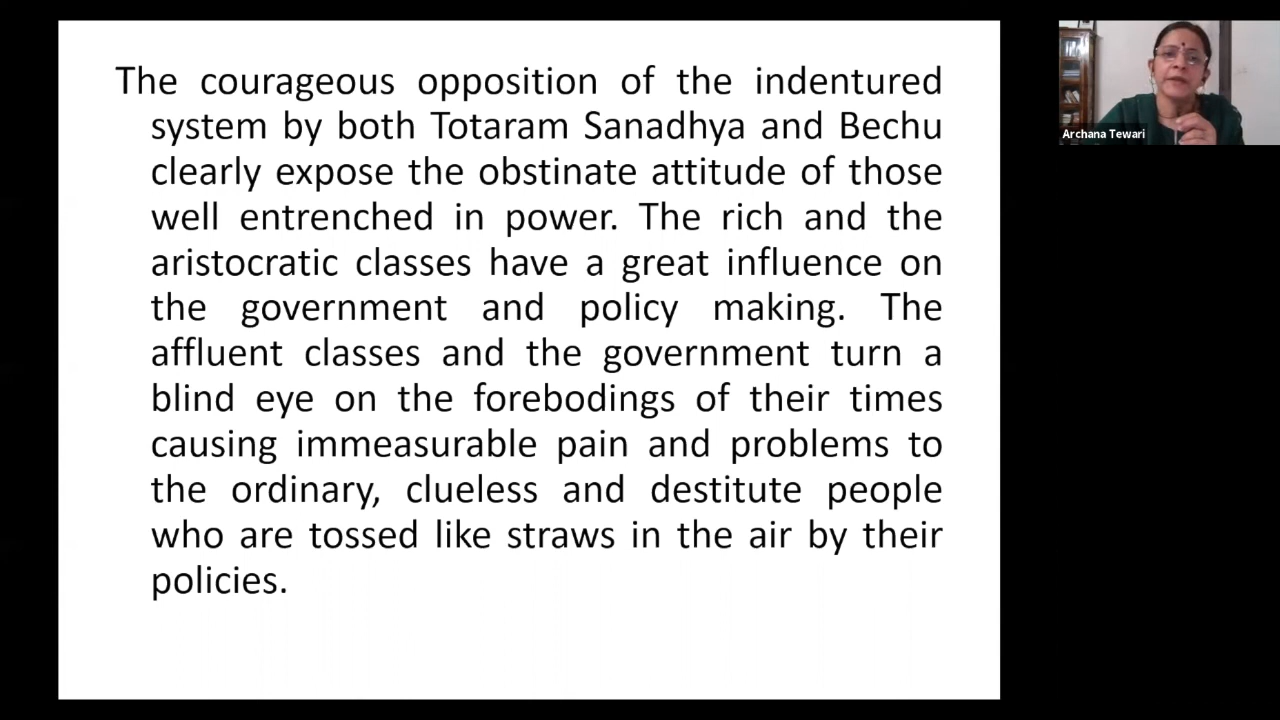 The courageous opposition of the indentured
system by both Totaram Sanadhya and Bechu
clearly expose the obstinate attitude of those
well entrenched in power. The rich and the
aristocratic classes have a great influence on
the government and policy making. The
affluent classes and the government turn a
blind eye on the forebodings of their times
causing immeasurable pain and problems to
the ordinary, clueless and destitute people
who are tossed like straws in the air by their
policies.
Archana Tewari